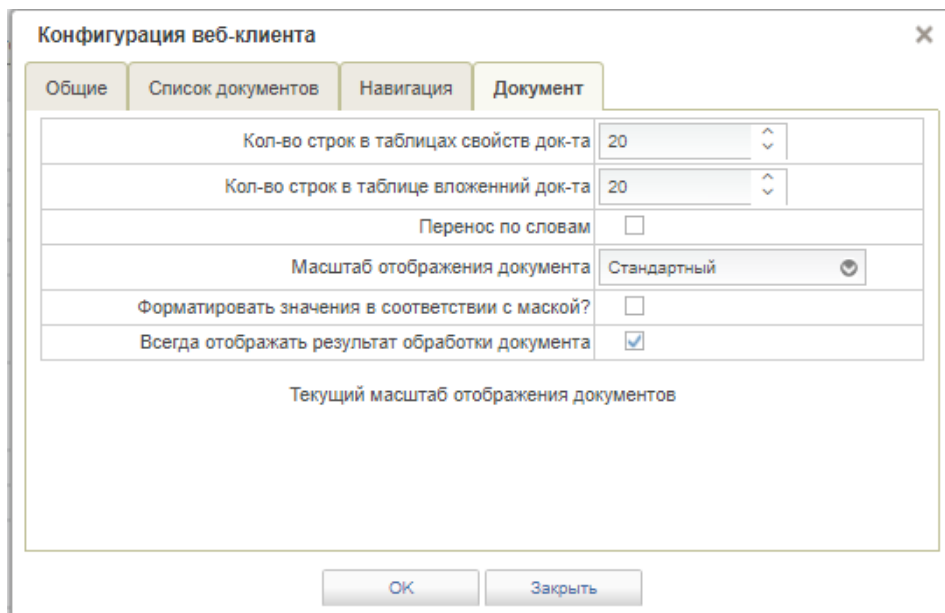 Конфигурация веб-клиента
Общие Список документов Навигация Документ
Кол-во строк в таблицах свойств док-та 20
Кол-во строк в таблице вложенний док-та 20
Перенос по словам
Масштаб отображения документа Стандартный
Форматировать значения в соответствии с маской?
Всегда отображать результат обработки документа
Текущий масштаб отображения документов
ОК Закрыть